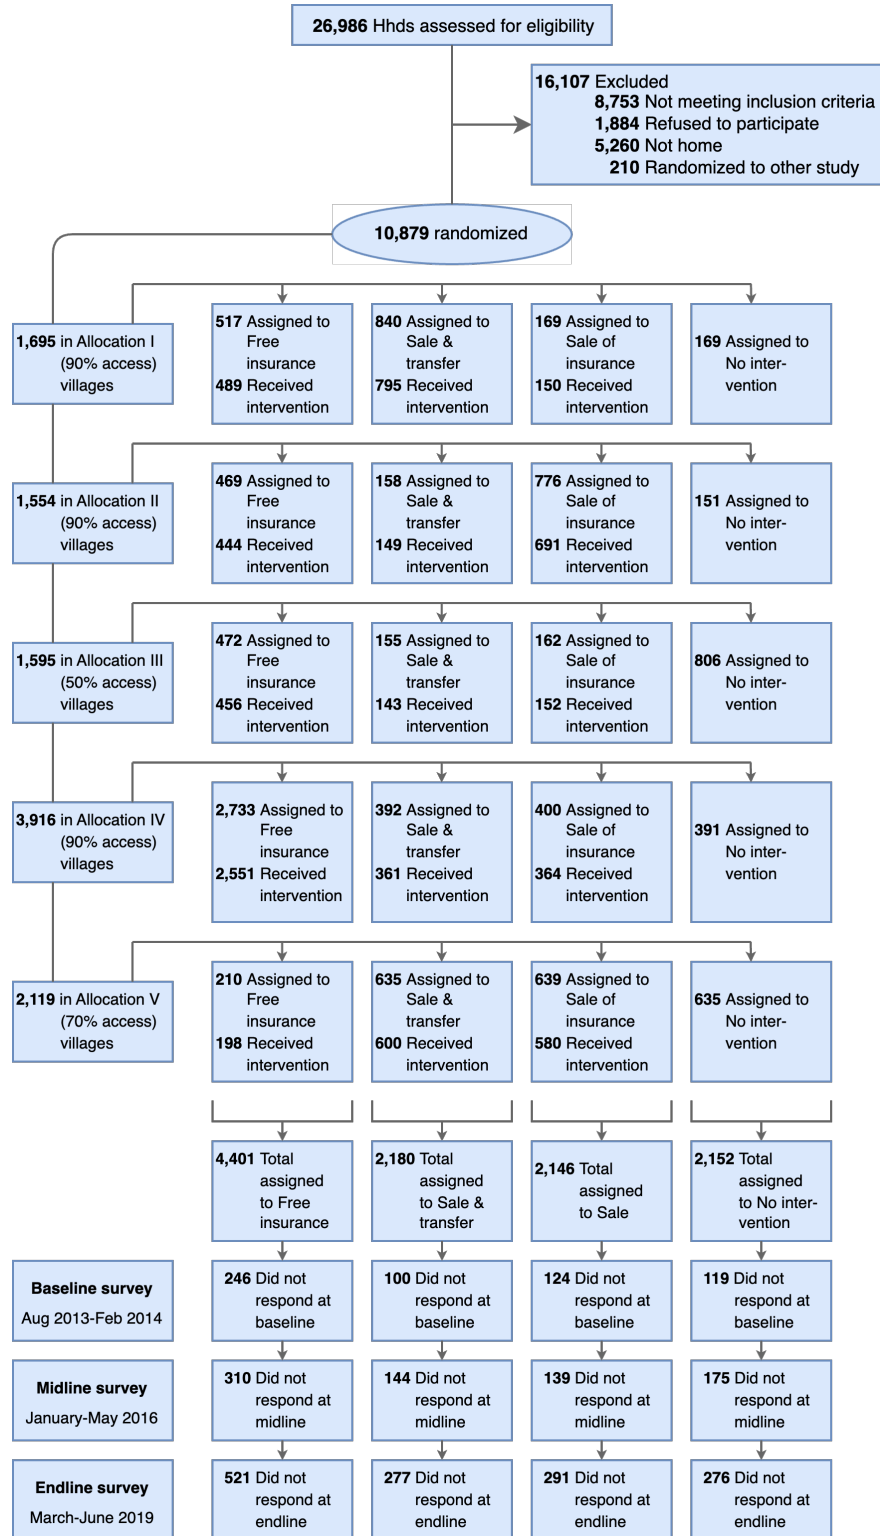 26,986 Hhds assessed for eligibility
16,107 Excluded
8,753 Not meeting inclusion criteria
1,884 Refused to participate
5,260 Not home
210 Randomized to other study
10,879 randomized
1,695 in Allocation I
(90% access)
villages
517 Assigned to
Free
insurance
489 Received
intervention
840 Assigned to
Sale &
transfer
795 Received
intervention
169 Assigned to
Sale of
insurance
150 Received
intervention
169 Assigned to
No inter-
vention
1,554 in Allocation II
(90% access)
villages
469 Assigned to
Free
insurance
444 Received
intervention
158 Assigned to
Sale &
transfer
149 Received
intervention
776 Assigned to
Sale of
insurance
691 Received
intervention
151 Assigned to
No inter-
vention
1,595 in Allocation III
(50% access)
villages
472 Assigned to
Free
insurance
456 Received
intervention
155 Assigned to
Sale &
transfer
143 Received
intervention
162 Assigned to
Sale of
insurance
152 Received
intervention
806 Assigned to
No inter-
vention
3,916 in Allocation IV
(90% access)
villages
2,733 Assigned to
Free
insurance
2,551 Received
intervention
392 Assigned to
Sale &
transfer
361 Received
intervention
400 Assigned to
Sale of
insurance
364 Received
intervention
391 Assigned to
No inter-
vention
2,119 in Allocation V
(70% access)
villages
210 Assigned to
Free
insurance
198 Received
intervention
635 Assigned to
Sale &
transfer
600 Received
intervention
639 Assigned to
Sale of
insurance
580 Received
intervention
635 Assigned to
No inter-
vention
4,401 Total
assigned
to Free
insurance
2,180 Total
assigned
to Sale &
transfer
2,146 Total
assigned
to Sale
2,152 Total
assigned
to No inter-
vention
Baseline survey
Aug 2013-Feb 2014
246 Did not
respond at
baseline
100 Did not
respond at
baseline
124 Did not
respond at
baseline
119 Did not
respond at
baseline
Midline survey
January-May 2016
310 Did not
respond at
midline
144 Did not
respond at
midline
139 Did not
respond at
midline
175 Did not
respond at
midline
Endline survey
March-June 2019
521 Did not
respond at
endline
277 Did not
respond at
endline
291 Did not
respond at
endline
276 Did not
respond at
endline